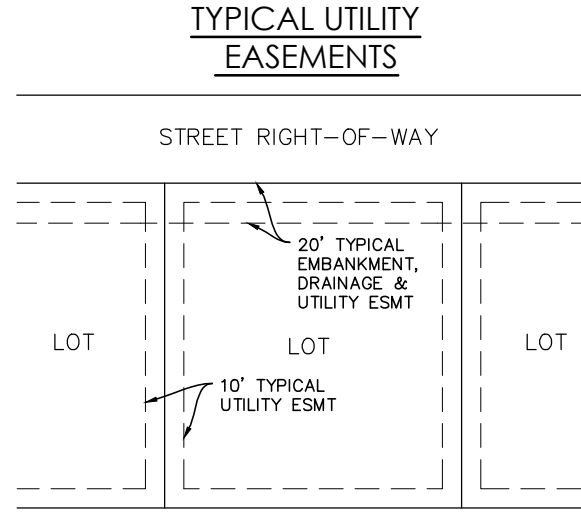 TYPICAL UTILITY
EASEMENTS
STREET RIGHT-OF-WAY
20' TYPICAL
EMBANKMENT,
DRAINAGE &
UTILITY ESMT
LOT
LOT
LOT
10' TYPICAL
UTILITY ESMT